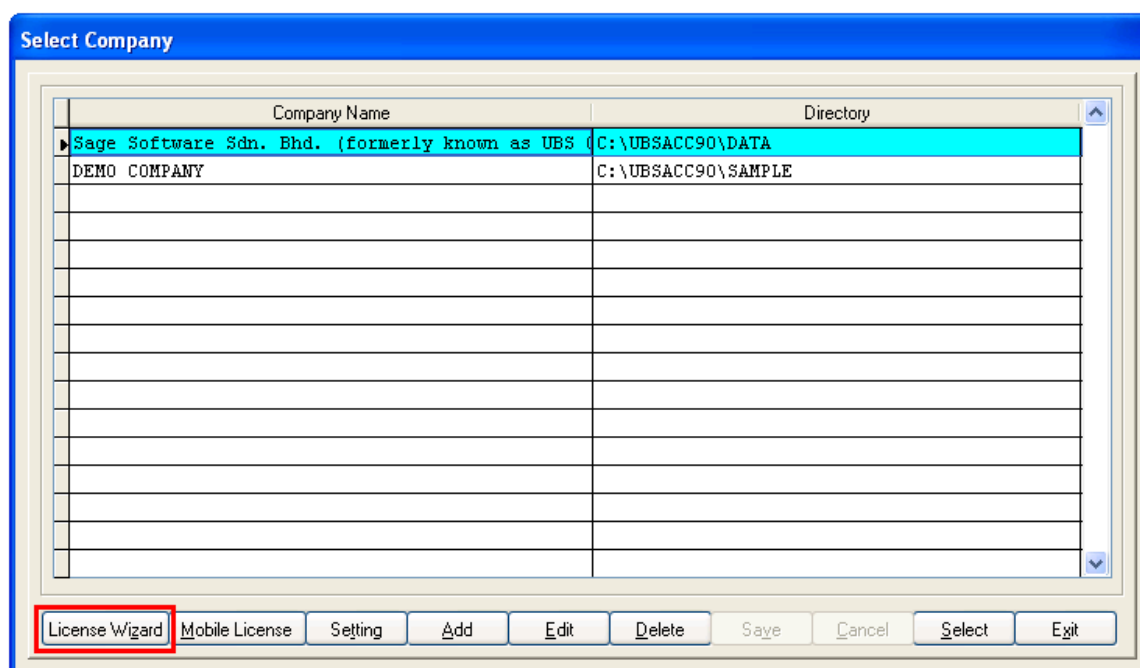 Select Company
Company Name Directory
Sage Software Sdn. Bhd. (formerly known as UBS ( C:\UBSACC90\DATA
DEMO COMPANY C:\UBSACC90\SAMPLE
License Wizard Mobile License Setting Add Edit Delete Save Cancel Select Exit